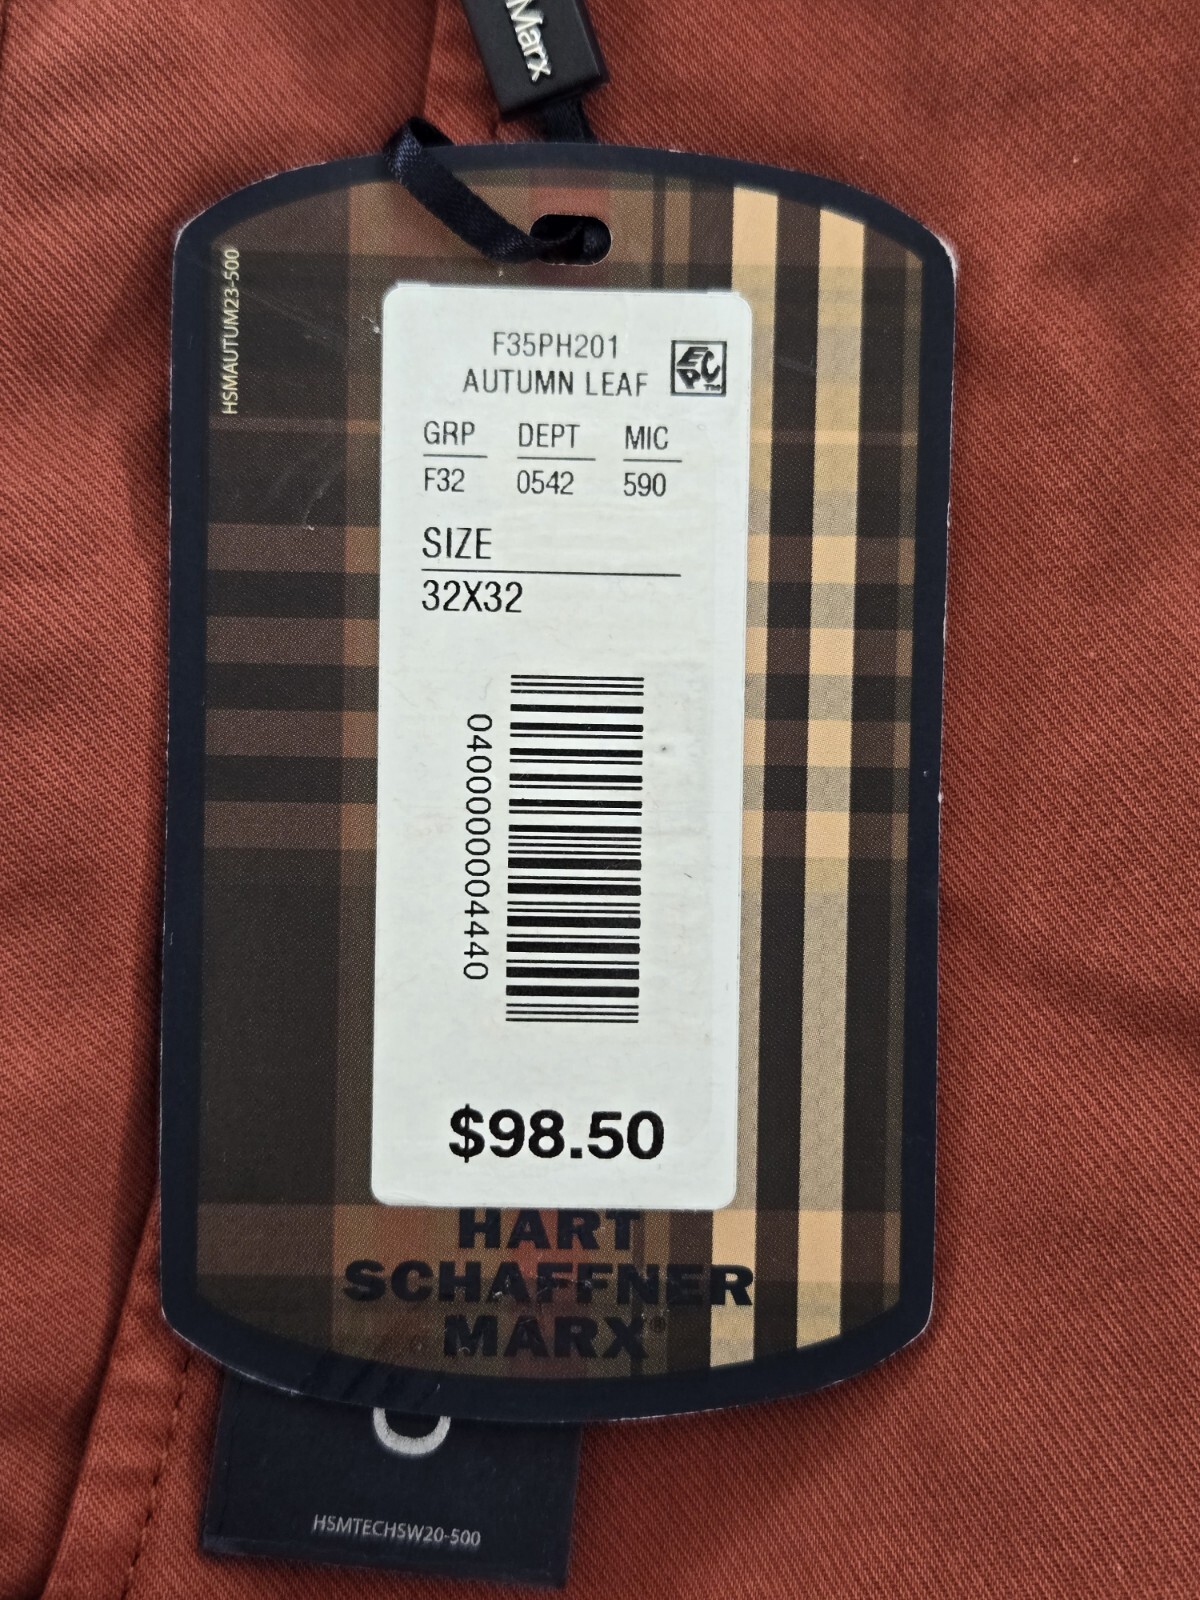 Marx
HSMAUTUM23-500
F35PH201
AUTUMN LEAF
EPC™
GRP DEPT MIC
F32 0542 590
SIZE
32X32
0400000004440
$98.50
HART
SCHAFFNER
MARX®
HSMTECHSW20-500